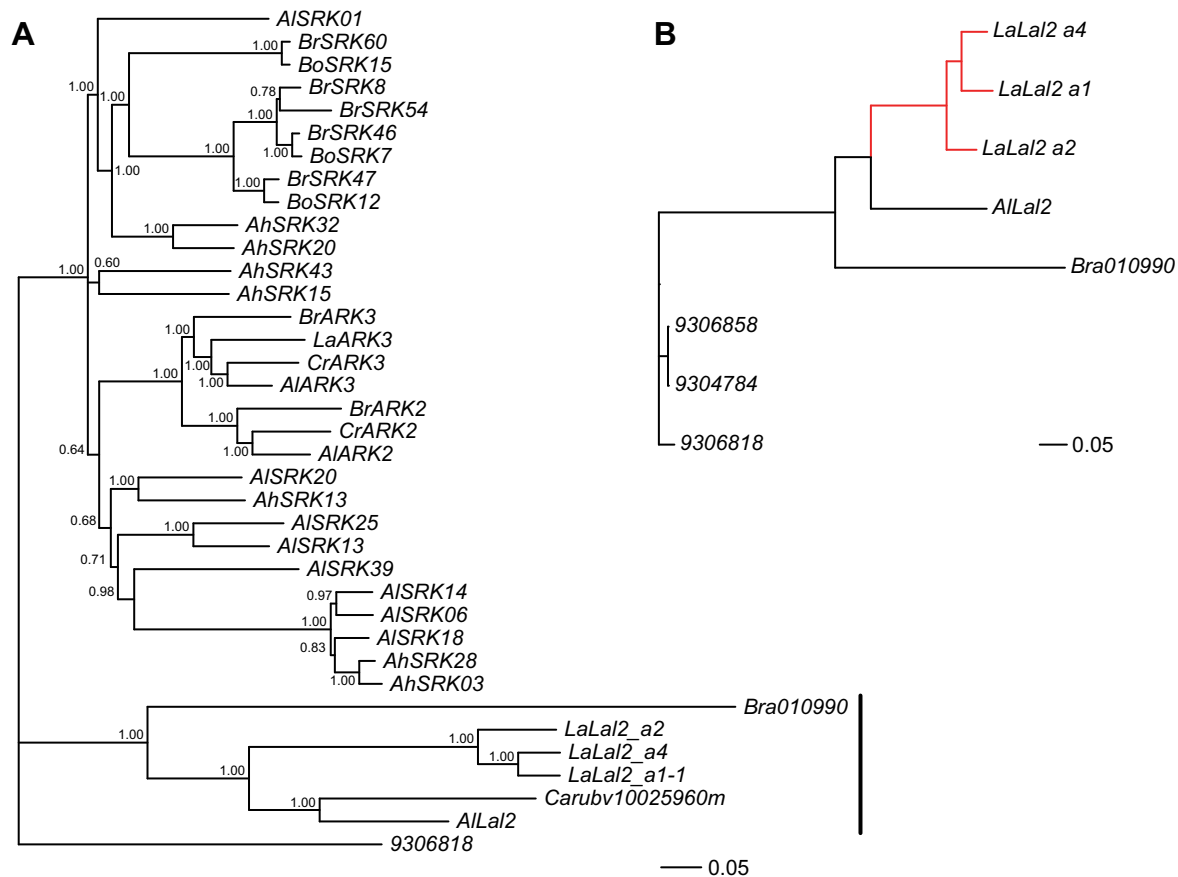 A
AlSRK01
BrSRK60
1.00
BoSRK15
BrSRK8
0.78
1.00
1.00
BrSRK54
1.00
BrSRK46
1.00
1.00
BoSRK7
1.00
BrSRK47
1.00
BoSRK12
AhSRK32
1.00
AhSRK20
AhSRK43
1.00
0.60
AhSRK15
BrARK3
1.00
LaARK3
1.00
CrARK3
1.00
1.00
AlARK3
BrARK2
1.00
CrARK2
1.00
AlARK2
0.64
AlSRK20
1.00
AhSRK13
0.68
AlSRK25
1.00
AlSRK13
0.71
AlSRK39
0.98
AlSRK14
0.97
AlSRK06
1.00
AlSRK18
0.83
AhSRK28
1.00
AhSRK03
Bra010990
1.00
LaLal2_a2
1.00
LaLal2_a4
1.00
LaLal2_a1-1
1.00
Carubv10025960m
1.00
AlLal2
9306818
0.05
B
LaLal2 a4
LaLal2 a1
LaLal2 a2
AlLal2
Bra010990
9306858
9304784
9306818
0.05